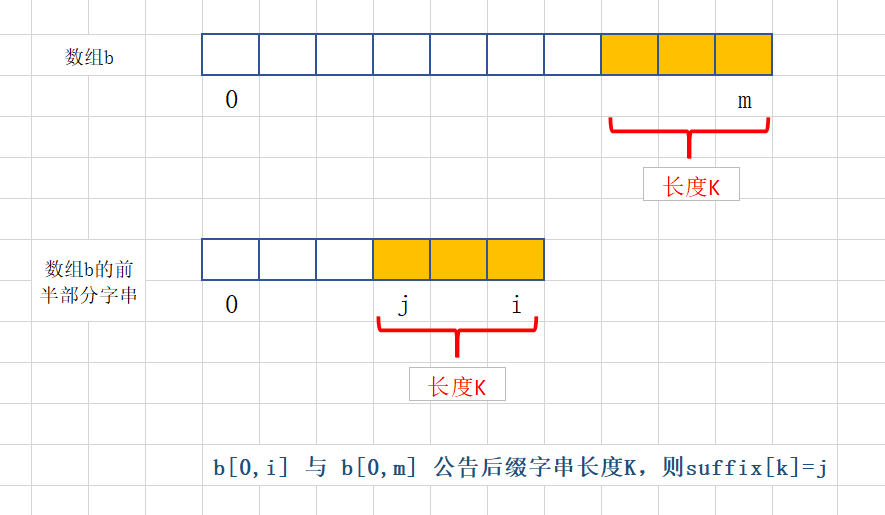 数组b
0
m
长度K
数组b的前
半部分字串
0
j
i
长度K
b[0,i] 与 b[0,m] 公告后缀字串长度K, 则suffix[k]=j